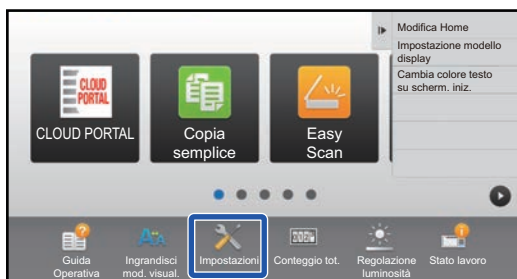 Modifica Home
Impostazione modello
display
Cambia colore testo
su scherm. iniz.
CLOUD
PORTAL
CLOUD PORTAL
Copia
semplice
Easy
Scan
Guida
Operativa
Ingrandisci
mod. visual.
Impostazioni
Conteggio tot.
Regolazione
luminosità
Stato lavoro